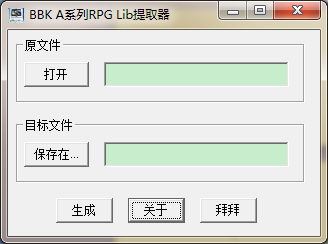 BBK A系列RPG Lib提取器
原文件
打开
目标文件
保存在...
生成
关于
拜拜